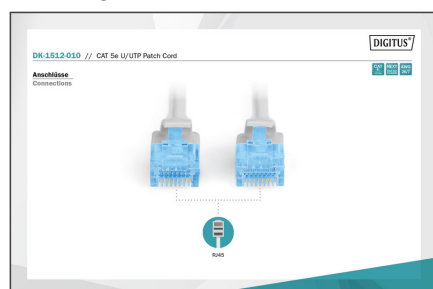 DIGITUS®
DK-1512-010 // CAT 5e U/UTP Patch Cord
Anschlüsse
Connections
RJ45